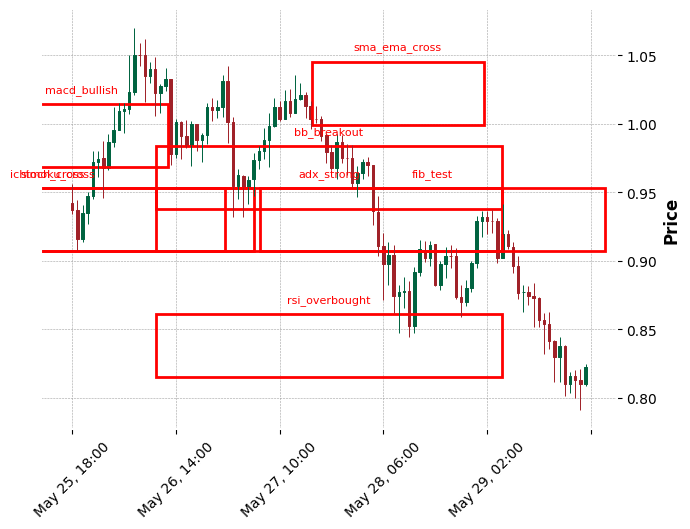 sma_ema_cross
macd_bullish
bb_breakout
adx_strong
fib_test
rsi_overbought
1.05
1.00
0.95
0.90
0.85
0.80
Price
May 25, 18:00
May 26, 14:00
May 27, 10:00
May 28, 06:00
May 29, 02:00